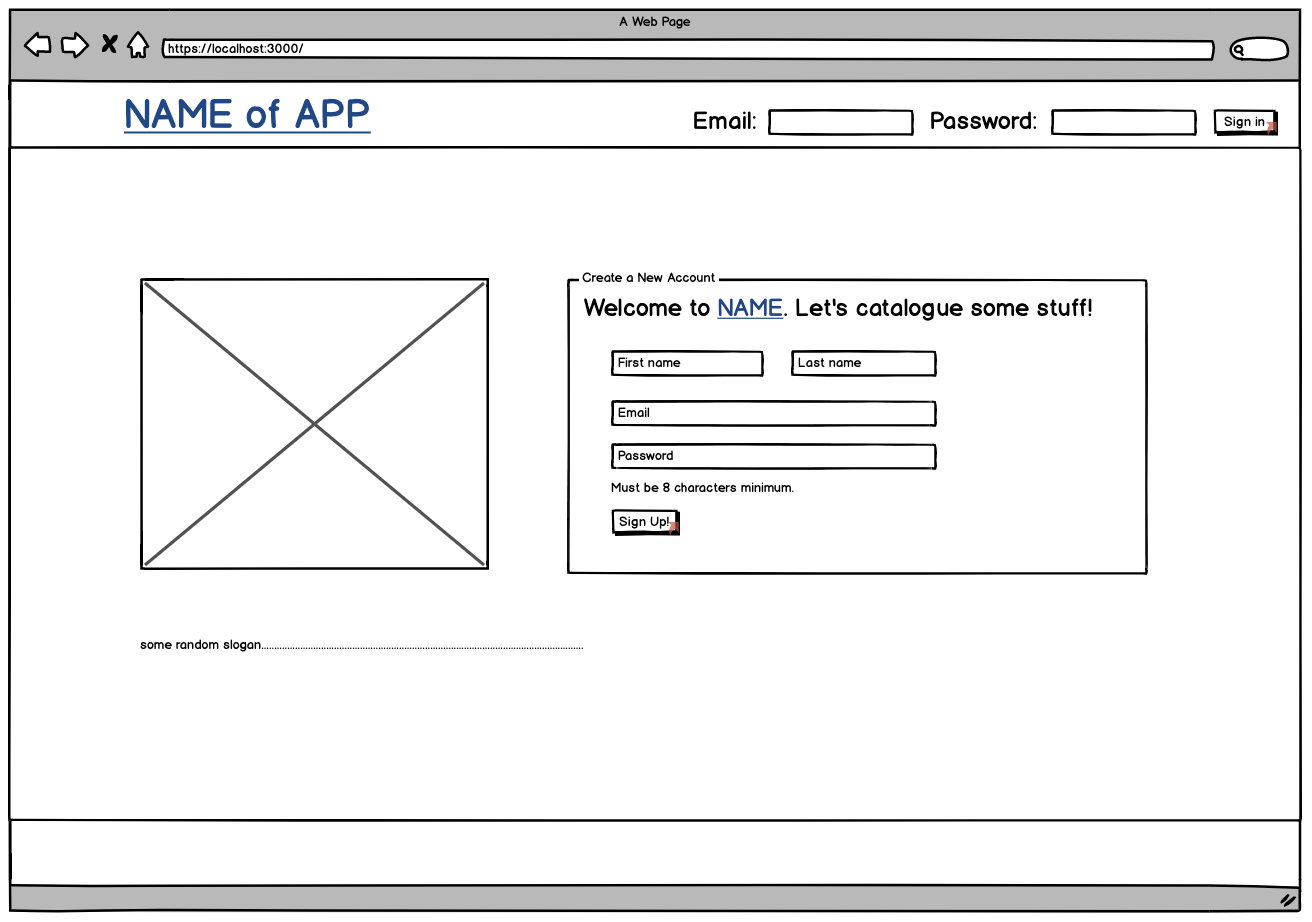 A Web Page
https://localhost:3000/
NAME of APP
Email:
Password:
Sign in
Create a New Account
Welcome to NAME. Let's catalogue some stuff!
First name
Last name
Email
Password
Must be 8 characters minimum.
Sign Up!
some random slogan..........................................................................................................